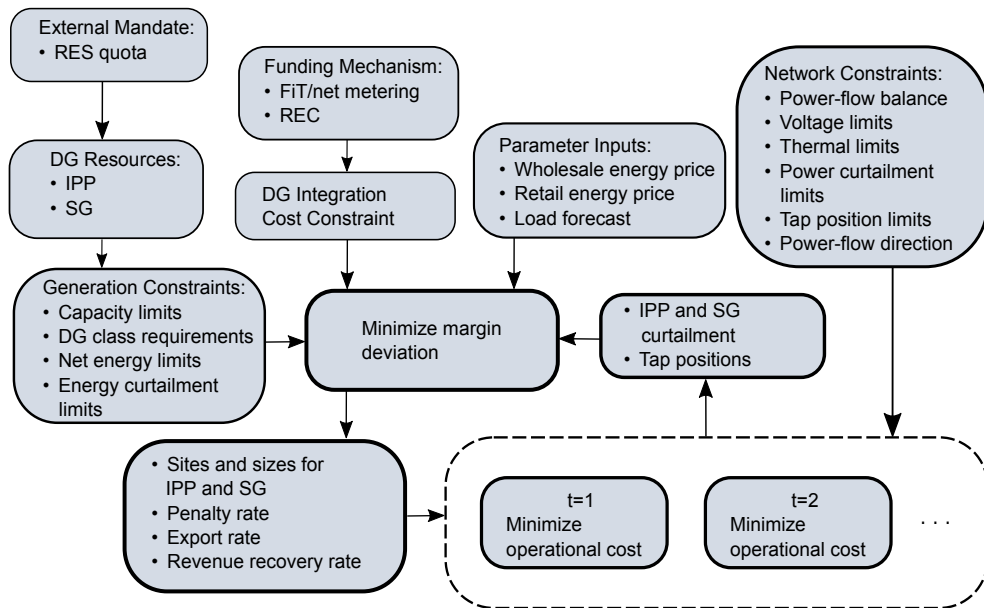 External Mandate:
• RES quota
Funding Mechanism:
• FiT/net metering
• REC
Network Constraints:
• Power-flow balance
• Voltage limits
• Thermal limits
• Power curtailment
limits
• Tap position limits
• Power-flow direction
DG Resources:
• IPP
• SG
DG Integration
Cost Constraint
Parameter Inputs:
• Wholesale energy price
• Retail energy price
• Load forecast
Generation Constraints:
• Capacity limits
• DG class requirements
• Net energy limits
• Energy curtailment
limits
Minimize margin
deviation
• IPP and SG
curtailment
• Tap positions
• Sites and sizes for
IPP and SG
• Penalty rate
• Export rate
• Revenue recovery rate
t=1
Minimize
operational cost
t=2
Minimize
operational cost
. . .